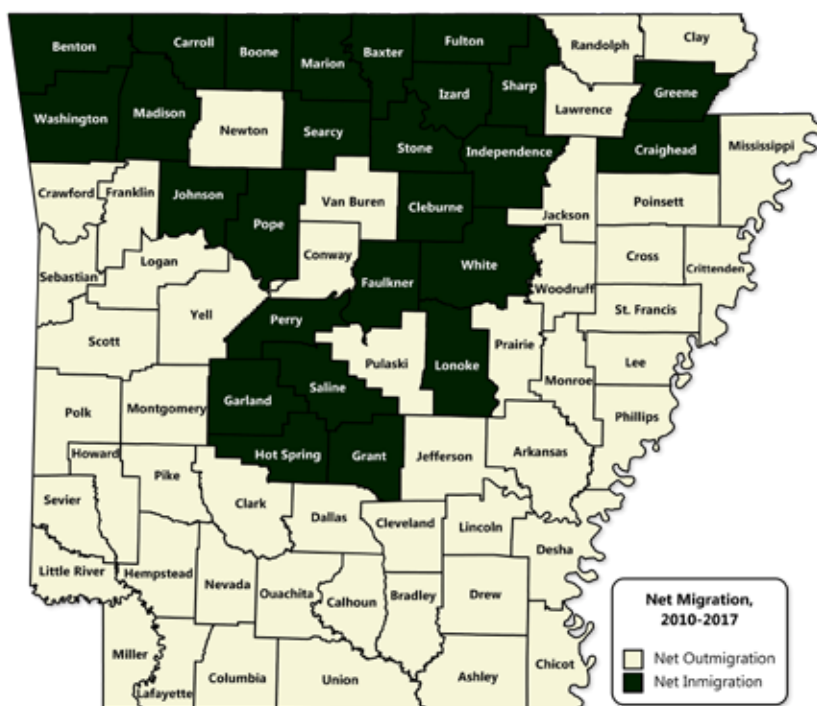 Benton
Carroll
Boone
Marion
Baxter
Fulton
Randolph
Clay
Washington
Madison
Newton
Searcy
Stone
Izard
Sharp
Lawrence
Greene
Independence
Craighead
Mississippi
Crawford
Franklin
Johnson
Pope
Van Buren
Cleburne
Jackson
Poinsett
Sebastian
Logan
Conway
Faulkner
White
Woodruff
Cross
Crittenden
Scott
Yell
Perry
Pulaski
Lonoke
Prairie
St. Francis
Monroe
Lee
Polk
Montgomery
Garland
Saline
Phillips
Howard
Hot Spring
Grant
Jefferson
Arkansas
Sevier
Pike
Clark
Dallas
Cleveland
Lincoln
Desha
Little River
Hempstead
Nevada
Ouachita
Calhoun
Bradley
Drew
Miller
Lafayette
Columbia
Union
Ashley
Chicot
Net Migration,
2010-2017
Net Outmigration
Net Inmigration